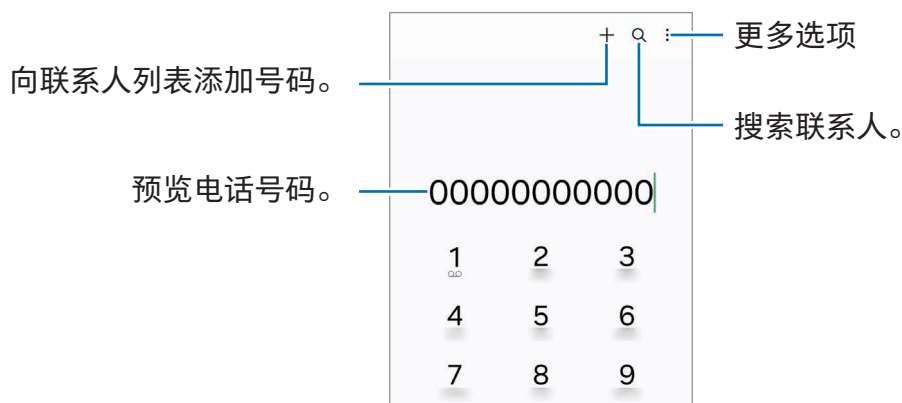 更多选项
向联系人列表添加号码。
搜索联系人。
预览电话号码。
00000000000
1 2 3
4 5 6
7 8 9